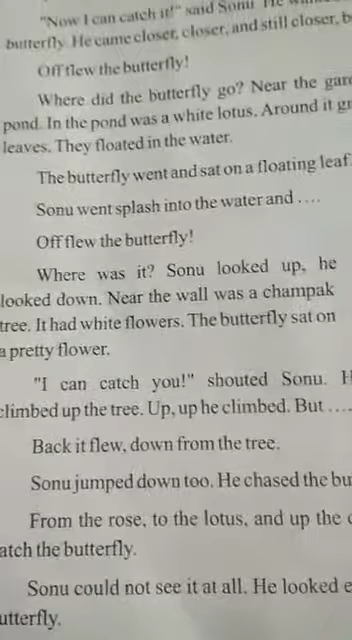 "Now I can catch it!" said Sonu. He
butterfly. He came closer, closer, and still closer,
Off flew the butterfly!
Where did the butterfly go? Near the
pond. In the pond was a white lotus. Around it
leaves. They floated in the water.
The butterfly went and sat on a floating leaf.
Sonu went splash into the water and ....
Off flew the butterfly!
Where was it? Sonu looked up, he
looked down. Near the wall was a champak
tree. It had white flowers. The butterfly sat on
a pretty flower.
"I can catch you!" shouted Sonu.
climbed up the tree. Up, up he climbed. But ....
Back it flew, down from the tree.
Sonu jumped down too. He chased the
From the rose, to the lotus, and up the
the butterfly.
Sonu could not see it at all. He looked